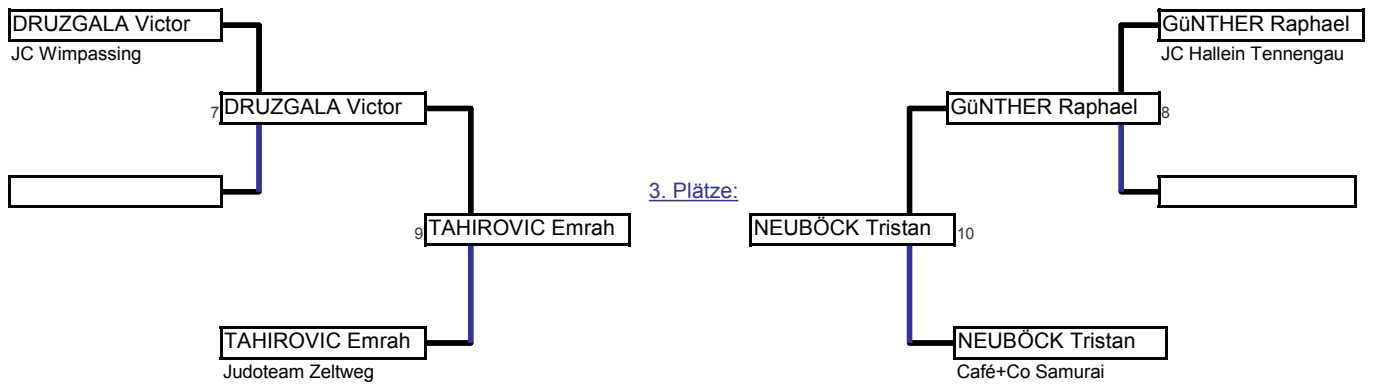 DRUZGALA Victor
JC Wimpassing
7 DRUZGALA Victor
9 TAHIROVIC Emrah
TAHIROVIC Emrah
Judoteam Zeltweg
3. Plätze:
GüNTHER Raphael
JC Hallein Tennengau
GüNTHER Raphael 8
NEUBÖCK Tristan 10
NEUBÖCK Tristan
Café+Co Samurai